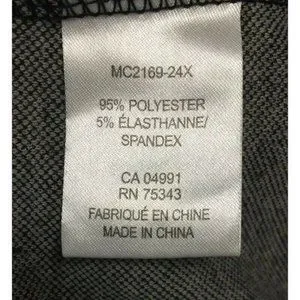 MC2169-24X
95% POLYESTER
5% ÉLASTHANNE/
SPANDEX
CA 04991
RN 75343
FABRIQUÉ EN CHINE
MADE IN CHINA